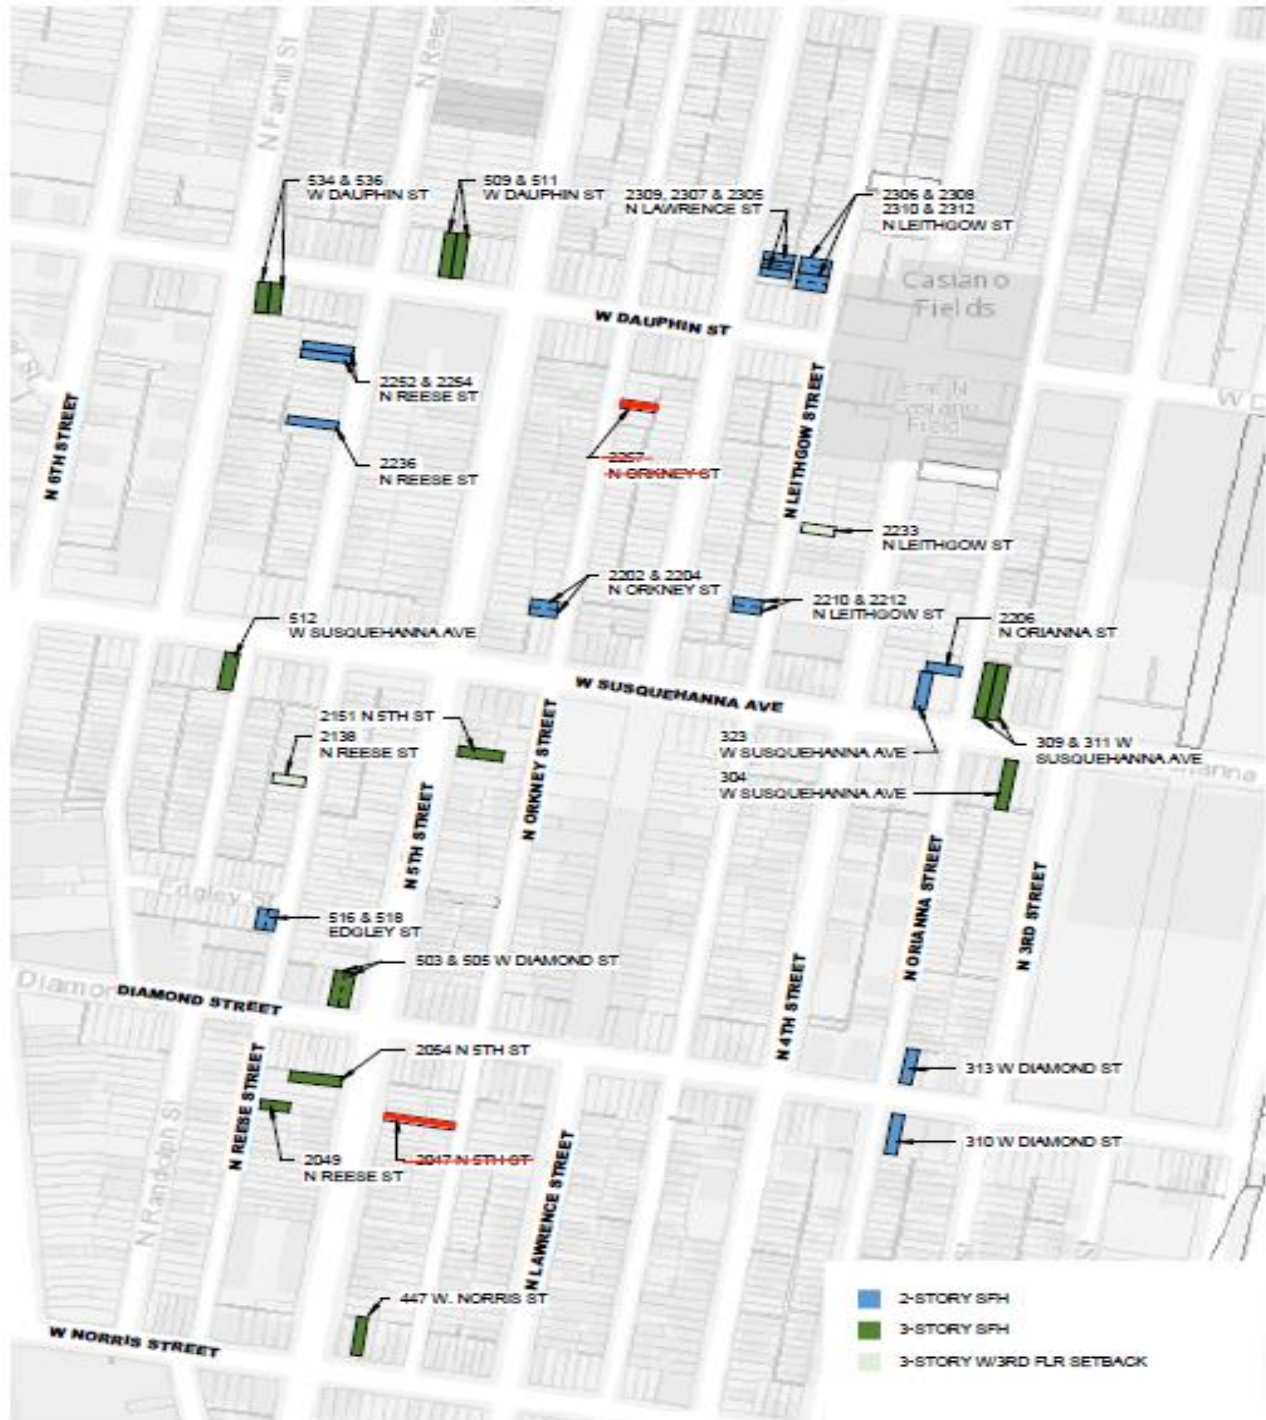 N Fairhill St
N Reese
534 & 536
W DAUPHIN ST
509 & 511
W DAUPHIN ST
2309, 2307 & 2305
N LAWRENCE ST
2306 & 2308
2310 & 2312
N LEITHGOW ST
Casiano
Fields
W DAUPHIN ST
2252 & 2254
N REESE ST
N 6TH STREET
N LEITHGOW STREET
W D
2236
N REESE ST
N ORKNEY ST
2233
N LEITHGOW ST
2202 & 2204
N ORKNEY ST
2210 & 2212
N LEITHGOW ST
512
W SUSQUEHANNA AVE
2206
N ORIANNA ST
W SUSQUEHANNA AVE
2151 N 5TH ST
2138
N REESE ST
323
W SUSQUEHANNA AVE
309 & 311 W
SUSQUEHANNA AVE
304
W SUSQUEHANNA AVE
N 5TH STREET
N ORKNEY STREET
N ORIANNA STREET
N 3RD STREET
Edgley St
516 & 518
EDGLEY ST
503 & 505 W DIAMOND ST
Diamon
DIAMOND STREET
N 4TH STREET
2054 N 5TH ST
313 W DIAMOND ST
N REESE STREET
N Randolph St
2049
N REESE ST
2047 N 5TH ST
310 W DIAMOND ST
N LAWRENCE STREET
447 W. NORRIS ST
W NORRIS STREET
2-STORY SFH
3-STORY SFH
3-STORY W/3RD FLR SETBACK